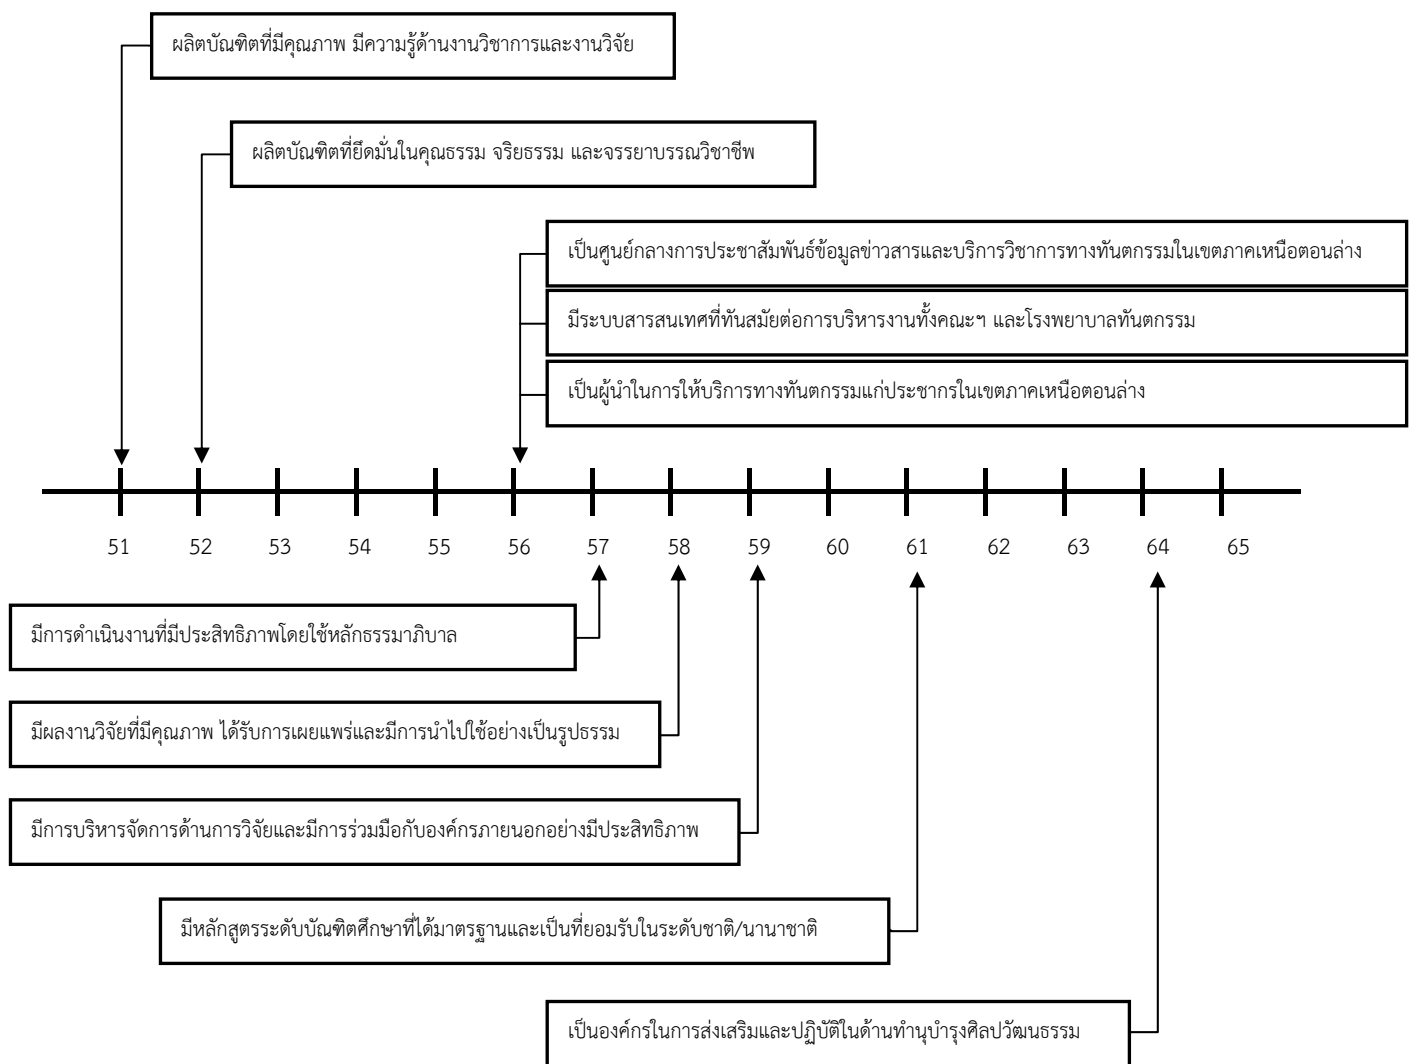 ผลิตบัณฑิตที่มีคุณภาพ มีความรู้ด้านงานวิชาการและงานวิจัย
ผลิตบัณฑิตที่ยึดมั่นในคุณธรรม จริยธรรม และจรรยาบรรณวิชาชีพ
เป็นศูนย์กลางการประชาสัมพันธ์ข้อมูลข่าวสารและบริการวิชาการทางทันตกรรมในเขตภาคเหนือตอนล่าง
มีระบบสารสนเทศที่ทันสมัยต่อการบริหารงานทั้งคณะฯ และโรงพยาบาลทันตกรรม
เป็นผู้นำในการให้บริการทางทันตกรรมแก่ประชากรในเขตภาคเหนือตอนล่าง
51 52 53 54 55 56 57 58 59 60 61 62 63 64 65
มีการดำเนินงานที่มีประสิทธิภาพโดยใช้หลักธรรมาภิบาล
มีผลงานวิจัยที่มีคุณภาพ ได้รับการเผยแพร่และมีการนำไปใช้อย่างเป็นรูปธรรม
มีการบริหารจัดการด้านการวิจัยและมีการร่วมมือกับองค์กรภายนอกอย่างมีประสิทธิภาพ
มีหลักสูตรระดับบัณฑิตศึกษาที่ได้มาตรฐานและเป็นที่ยอมรับในระดับชาติ/นานาชาติ
เป็นองค์กรในการส่งเสริมและปฏิบัติในด้านทำนุบำรุงศิลปวัฒนธรรม